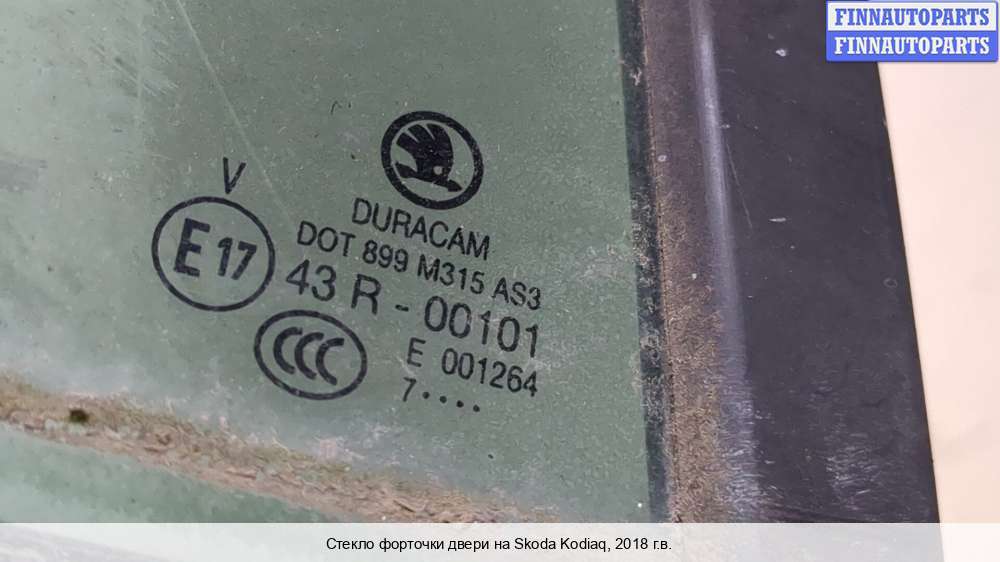 FINNAUTOPARTS
FINNAUTOPARTS
V
E 17
DURACAM
DOT 899 M315 AS3
43 R - 00101
CCC
E 001264
7····
Стекло форточки двери на Skoda Kodiaq, 2018 г.в.